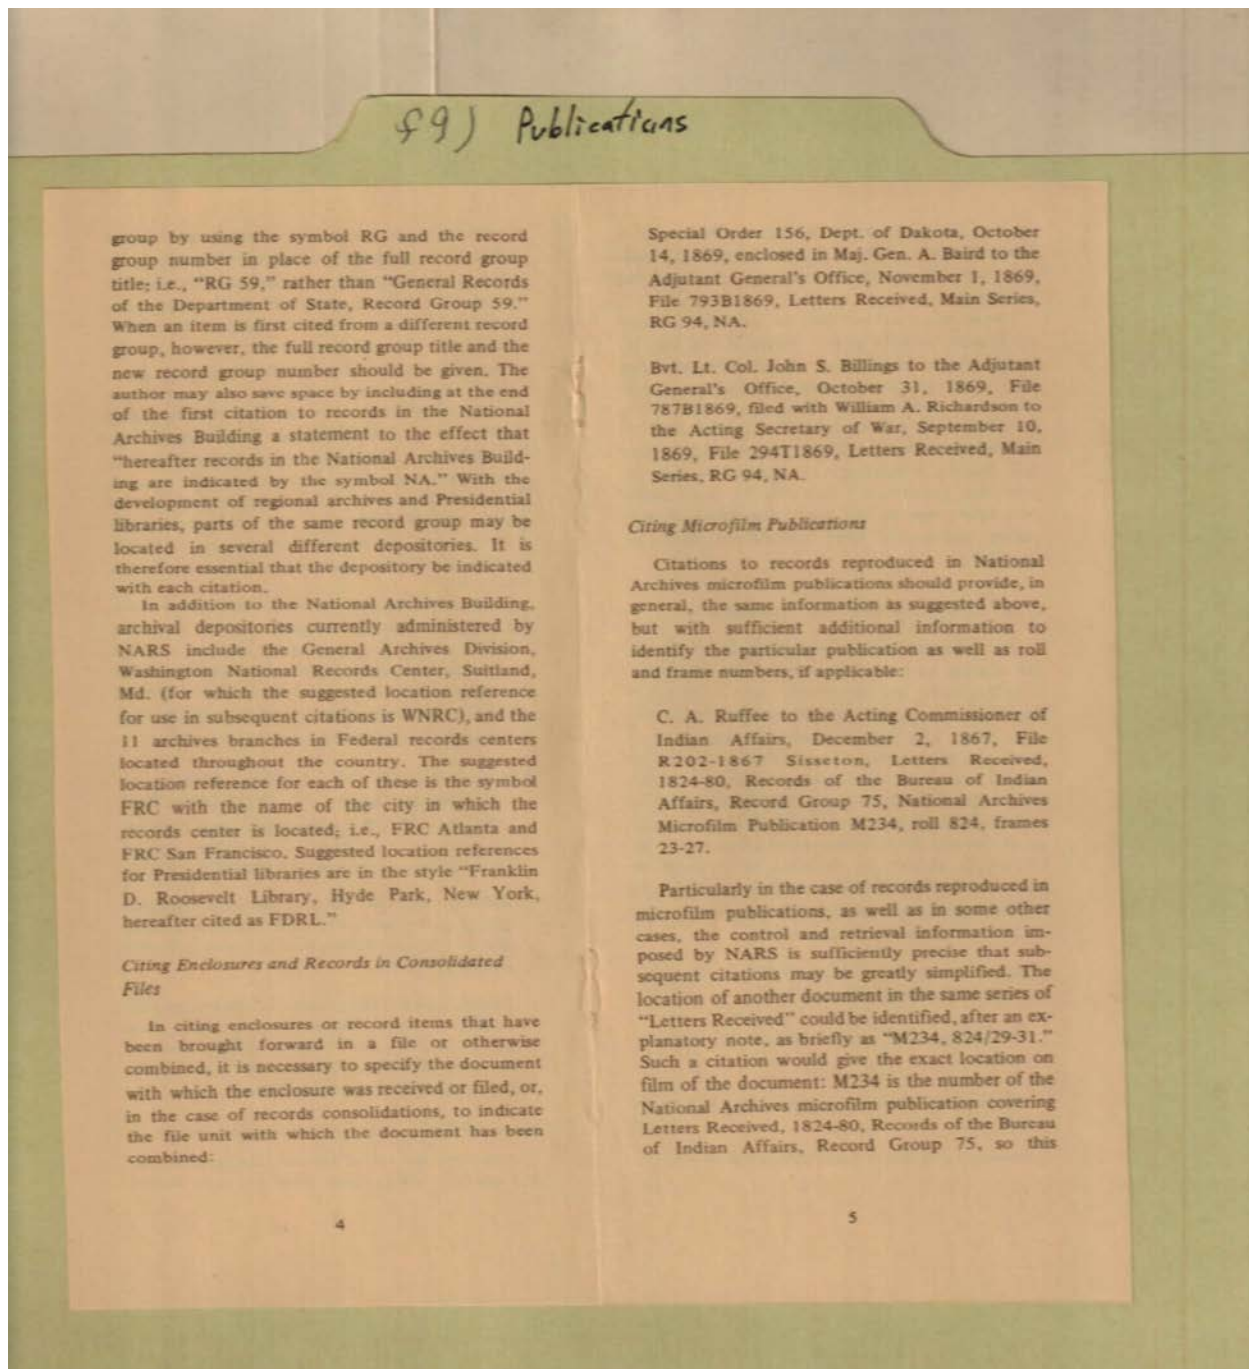 f9) Publications
group by using the symbol RG and the record
group number in place of the full record group
title; i.e., "RG 59," rather than "General Records
of the Department of State, Record Group 59."
When an item is first cited from a different record
group, however, the full record group title and the
new record group number should be given. The
author may also save space by including at the end
of the first citation to records in the National
Archives Building a statement to the effect that
"hereafter records in the National Archives Build-
ing are indicated by the symbol NA." With the
development of regional archives and Presidential
libraries, parts of the same record group may be
located in several different depositories. It is
therefore essential that the depository be indicated
with each citation.
In addition to the National Archives Building,
archival depositories currently administered by
NARS include the General Archives Division,
Washington National Records Center, Suitland,
Md. (for which the suggested location reference
for use in subsequent citations is WNRC), and the
11 archives branches in Federal records centers
located throughout the country. The suggested
location reference for each of these is the symbol
FRC with the name of the city in which the
records center is located; i.e., FRC Atlanta and
FRC San Francisco. Suggested location references
for Presidential libraries are in the style "Franklin
D. Roosevelt Library, Hyde Park, New York,
hereafter cited as FDRL."
Citing Enclosures and Records in Consolidated
Files
In citing enclosures or record items that have
been brought forward in a file or otherwise
combined, it is necessary to specify the document
with which the enclosure was received or filed, or,
in the case of records consolidations, to indicate
the file unit with which the document has been
combined:
4
Special Order 156, Dept. of Dakota, October
14, 1869, enclosed in Maj. Gen. A. Baird to the
Adjutant General's Office, November 1, 1869,
File 793B1869, Letters Received, Main Series,
RG 94, NA.
Bvt. Lt. Col. John S. Billings to the Adjutant
General's Office, October 31, 1869, File
787B1869, filed with William A. Richardson to
the Acting Secretary of War, September 10,
1869, File 294T1869, Letters Received, Main
Series, RG 94, NA.
Citing Microfilm Publications
Citations to records reproduced in National
Archives microfilm publications should provide, in
general, the same information as suggested above,
but with sufficient additional information to
identify the particular publication as well as roll
and frame numbers, if applicable:
C. A. Ruffee to the Acting Commissioner of
Indian Affairs, December 2, 1867, File
R202-1867 Sisseton, Letters Received,
1824-80, Records of the Bureau of Indian
Affairs, Record Group 75, National Archives
Microfilm Publication M234, roll 824, frames
23-27.
Particularly in the case of records reproduced in
microfilm publications, as well as in some other
cases, the control and retrieval information im-
posed by NARS is sufficiently precise that sub-
sequent citations may be greatly simplified. The
location of another document in the same series of
"Letters Received" could be identified, after an ex-
planatory note, as briefly as "M234, 824/29-31."
Such a citation would give the exact location on
film of the document: M234 is the number of the
National Archives microfilm publication covering
Letters Received, 1824-80, Records of the Bureau
of Indian Affairs, Record Group 75, so this
5